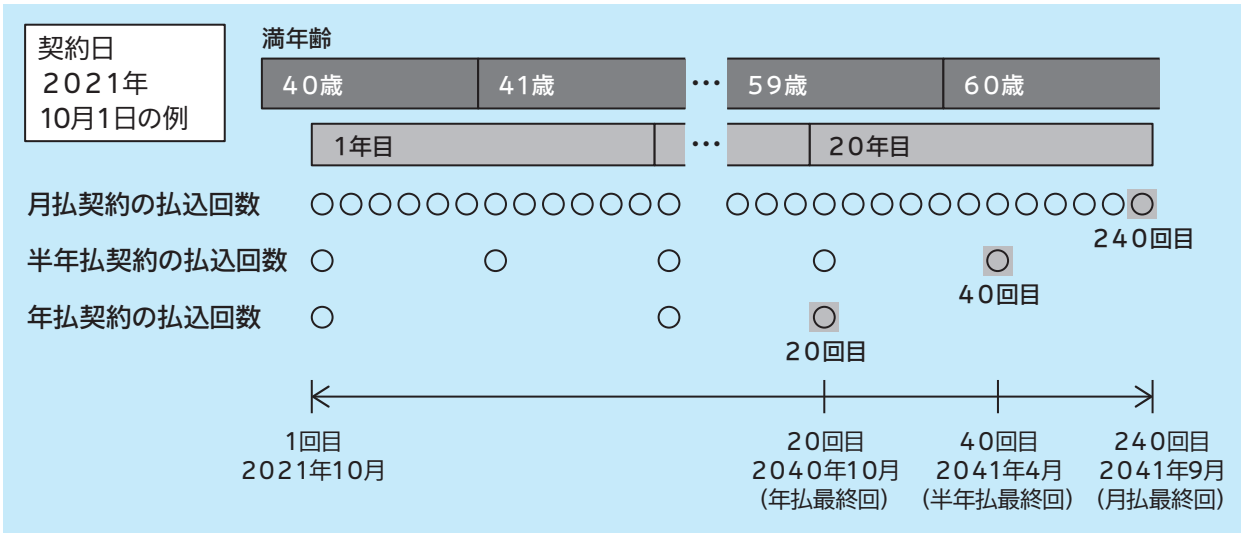 契約日
2021年
10月1日の例
満年齢
40歳 41歳 … 59歳 60歳
1年目 … 20年目
月払契約の払込回数
240回目
半年払契約の払込回数
40回目
年払契約の払込回数
20回目
1回目
2021年10月
20回目
2040年10月
(年払最終回)
40回目
2041年4月
(半年払最終回)
240回目
2041年9月
(月払最終回)